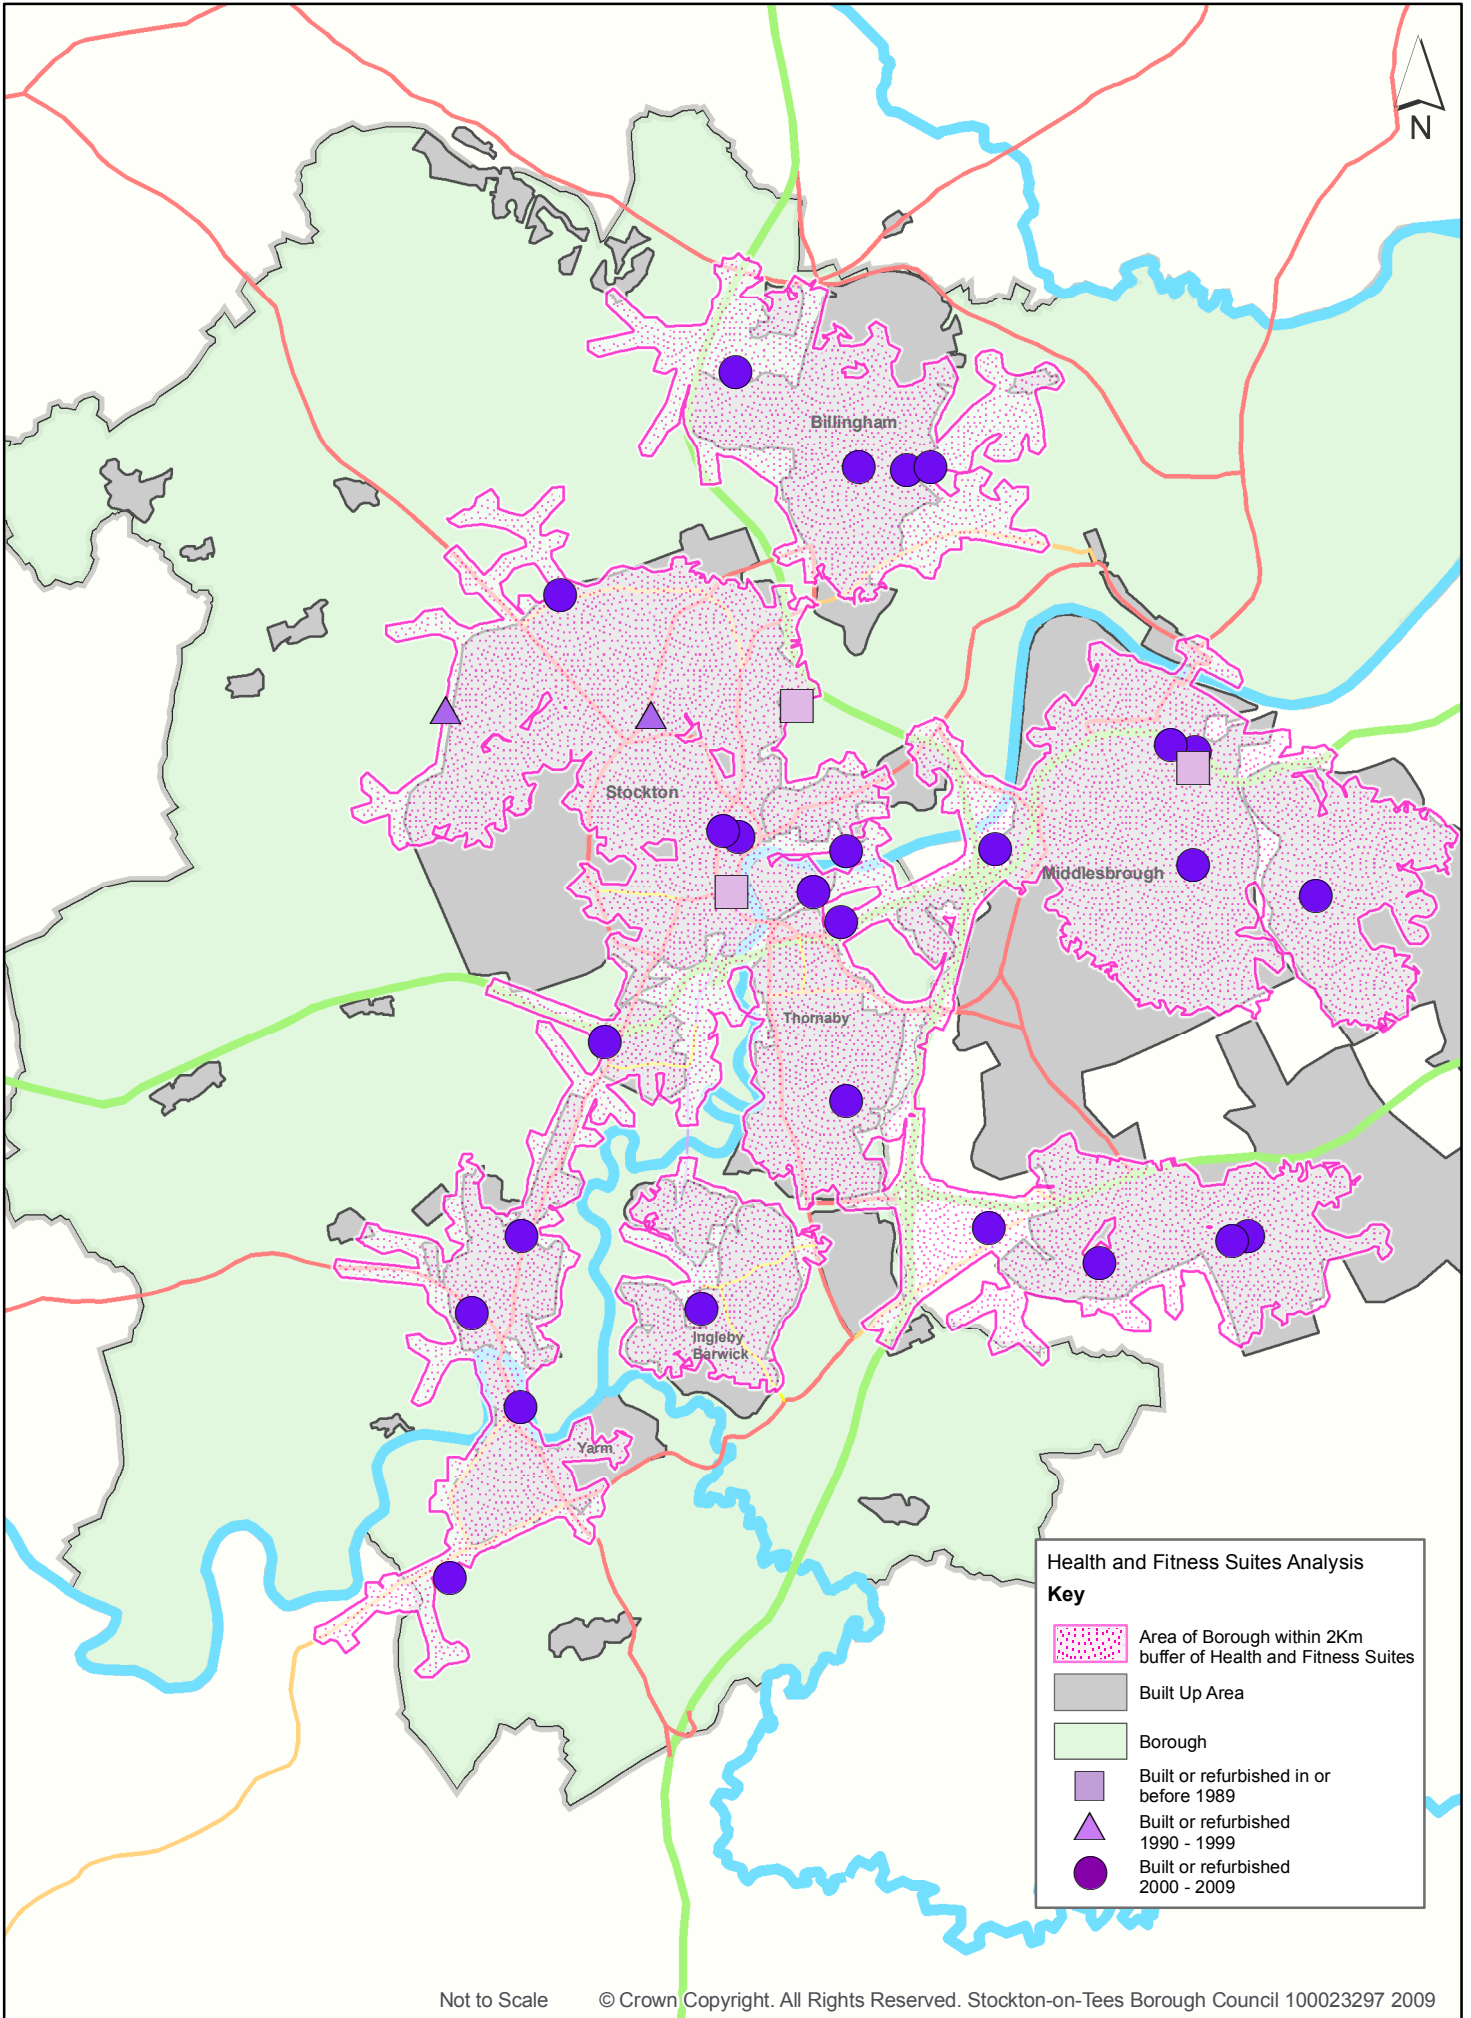 N
Billingham
Stockton
Middlesbrough
Thornaby
Ingleby
Barwick
Yarm
Health and Fitness Suites Analysis
Key
Area of Borough within 2Km
buffer of Health and Fitness Suites
Built Up Area
Borough
Built or refurbished in or
before 1989
Built or refurbished
1990 - 1999
Built or refurbished
2000 - 2009
Not to Scale © Crown Copyright. All Rights Reserved. Stockton-on-Tees Borough Council 100023297 2009